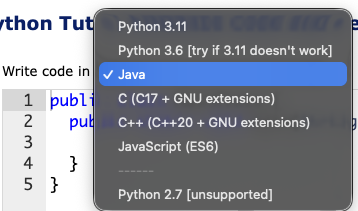 ython Tut
Python 3.11
Python 3.6 [try if 3.11 doesn't work]
Write code in
✓ Java
C (C17 + GNU extensions)
C++ (C++20 + GNU extensions)
JavaScript (ES6)
------
Python 2.7 [unsupported]
1 publi
2 pu
3
4 }
5 }